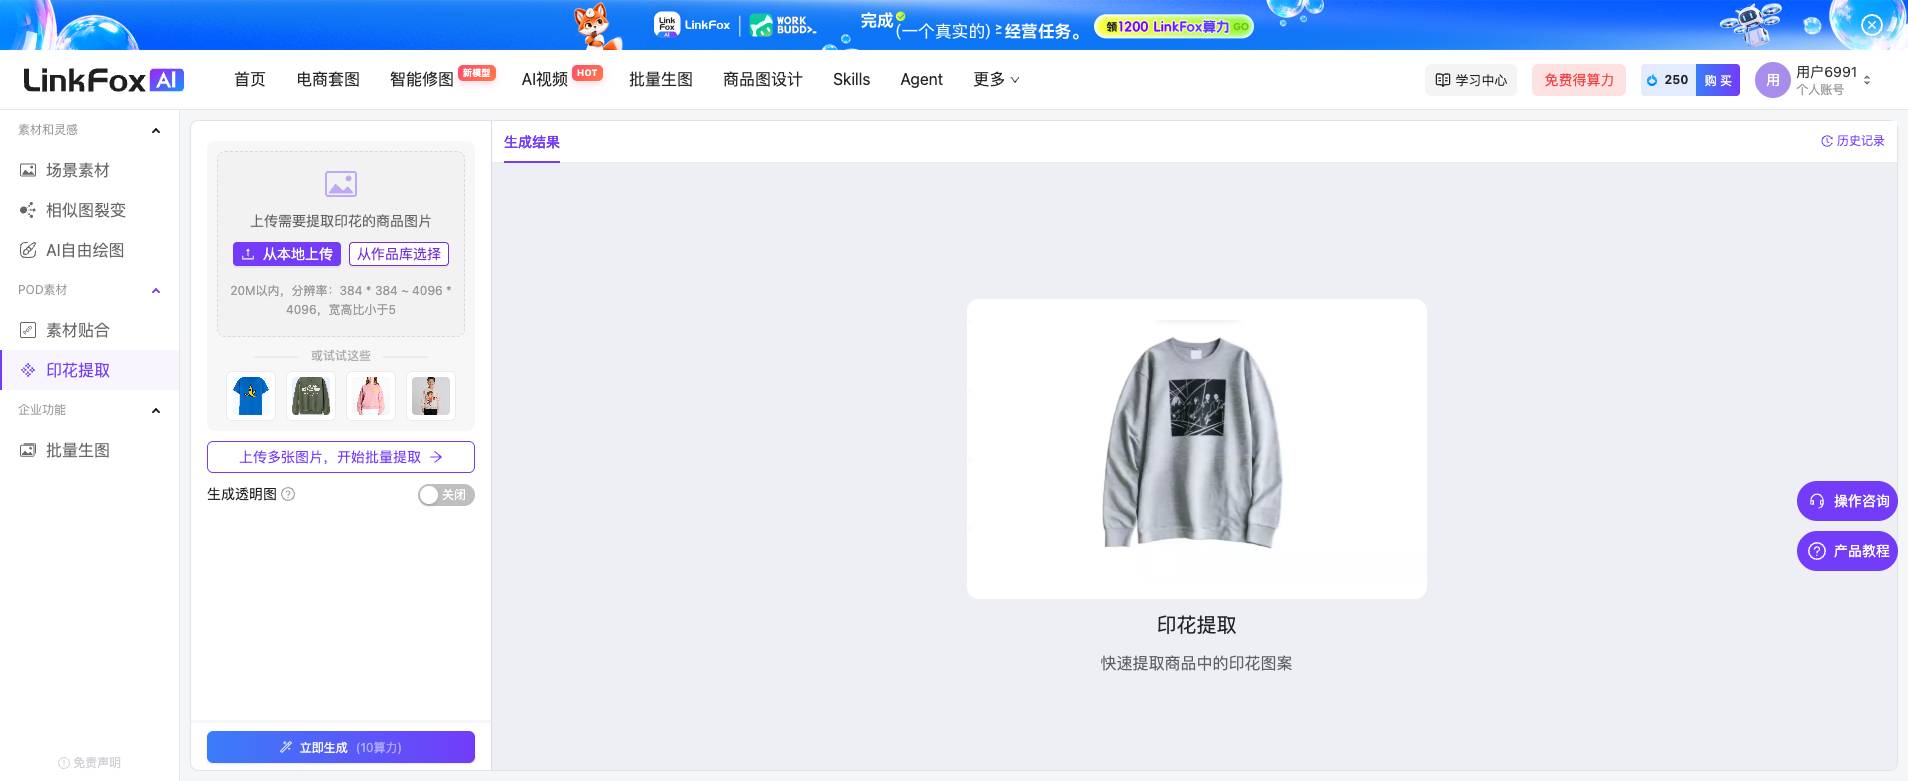 Link Fox AI LinkFox | WORK BUDD>_ 完成 (一个真实的) 经营任务。 领1200 LinkFox算力 GO
LinkFox AI
首页 电商套图 智能修图 新模型 AI视频 HOT 批量生图 商品图设计 Skills Agent 更多
学习中心 免费得算力 250 购买 用 用户6991
个人账号
素材和灵感
场景素材
相似图裂变
AI自由绘图
POD素材
素材贴合
印花提取
企业功能
批量生图
免责声明
上传需要提取印花的商品图片
从本地上传 从作品库选择
20M以内，分辨率：384 * 384 ~ 4096 *
4096，宽高比小于5
或试试这些
上传多张图片，开始批量提取
生成透明图 关闭
立即生成 (10算力)
生成结果 历史记录
印花提取
快速提取商品中的印花图案
操作咨询
产品教程